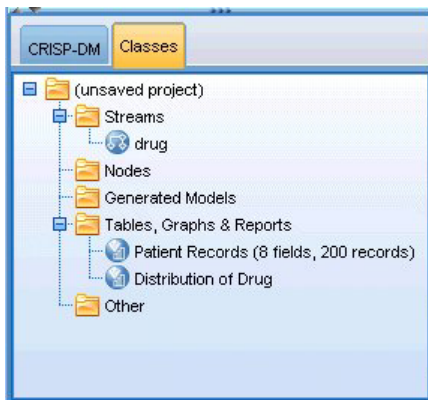 CRISP-DM Classes
(unsaved project)
Streams
drug
Nodes
Generated Models
Tables, Graphs & Reports
Patient Records (8 fields, 200 records)
Distribution of Drug
Other